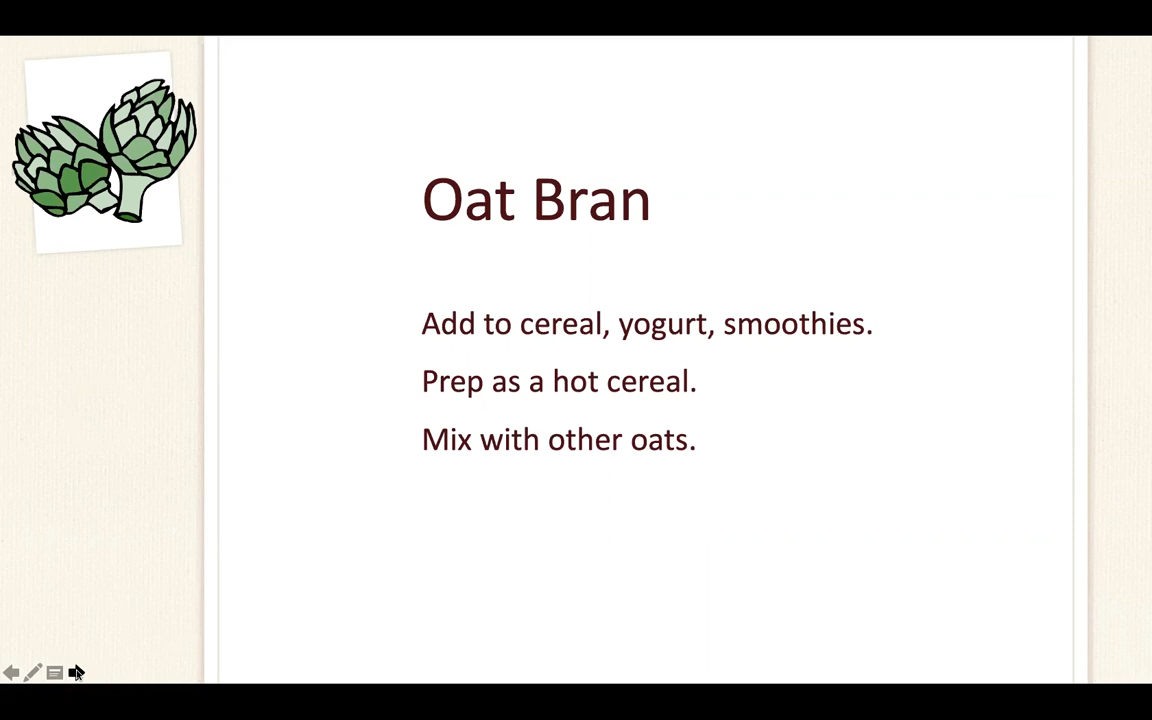 Oat Bran
Add to cereal, yogurt, smoothies.
Prep as a hot cereal.
Mix with other oats.